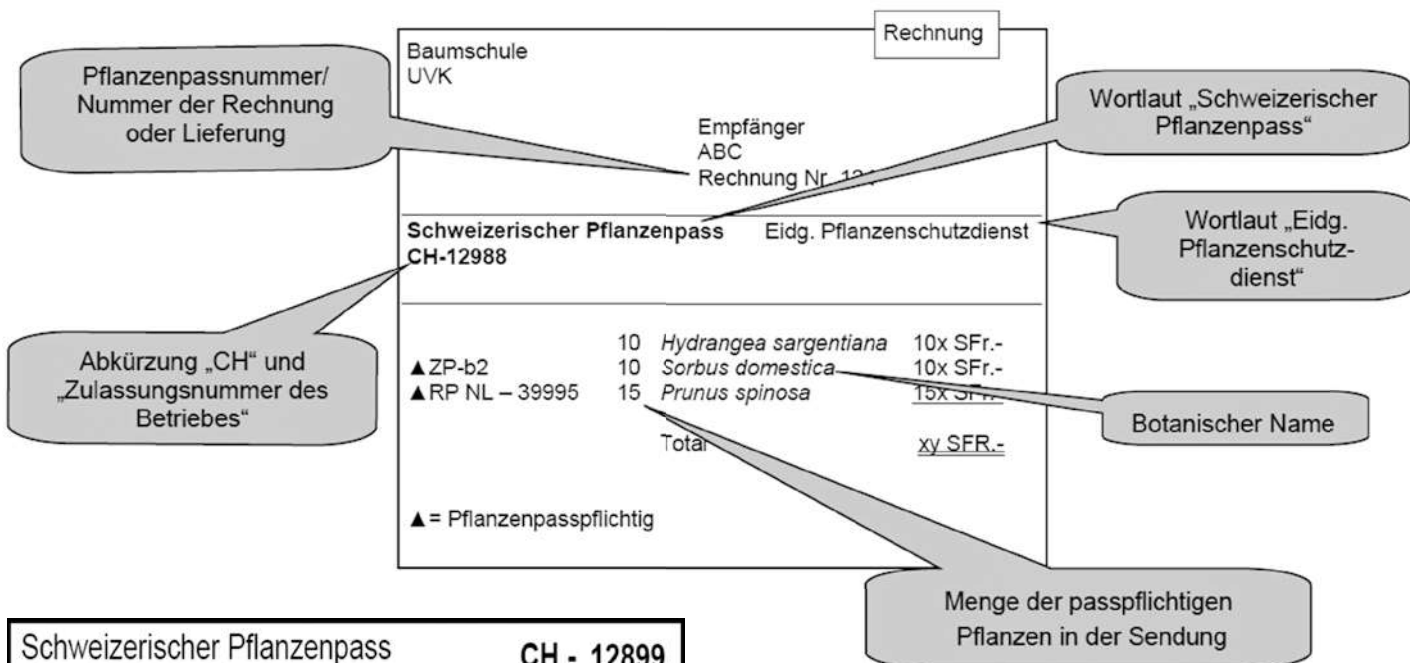 Rechnung
Baumschule
UVK
Empfänger
ABC
Rechnung Nr.
Schweizerischer Pflanzenpass Eidg. Pflanzenschutzdienst
CH-12988
10 Hydrangea sargentiana 10x SFr.-
▲ZP-b2 10 Sorbus domestica 10x SFr.-
▲RP NL – 39995 15 Prunus spinosa 15x SFr.-
Total xy SFR.-
▲= Pflanzenpasspflichtig
Pflanzenpassnummer/
Nummer der Rechnung
oder Lieferung
Wortlaut „Schweizerischer
Pflanzenpass“
Wortlaut „Eidg.
Pflanzenschutz-
dienst“
Abkürzung „CH“ und
„Zulassungsnummer des
Betriebes“
Botanischer Name
Menge der passpflichtigen
Pflanzen in der Sendung
Schweizerischer Pflanzenpass CH - 12899